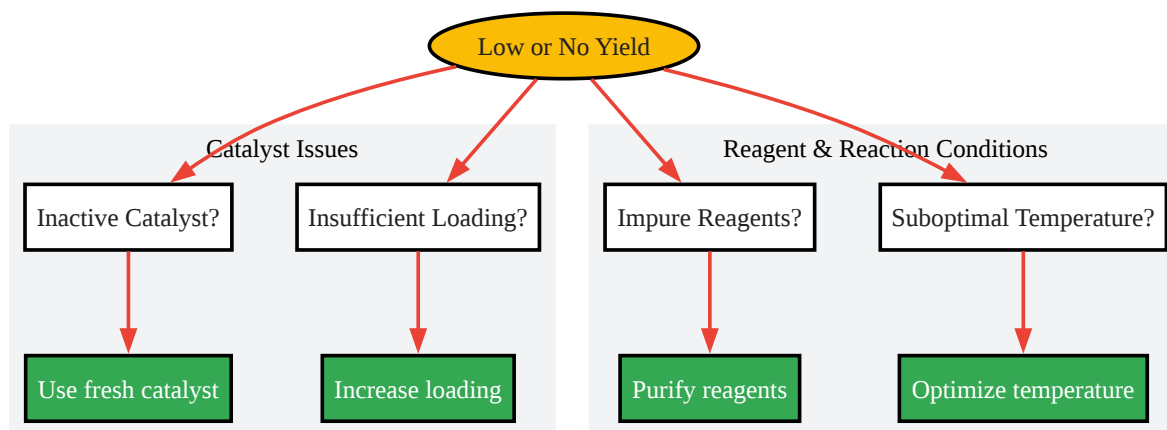 Low or No Yield
Catalyst Issues
Reagent & Reaction Conditions
Inactive Catalyst?
Insufficient Loading?
Impure Reagents?
Suboptimal Temperature?
Use fresh catalyst
Increase loading
Purify reagents
Optimize temperature